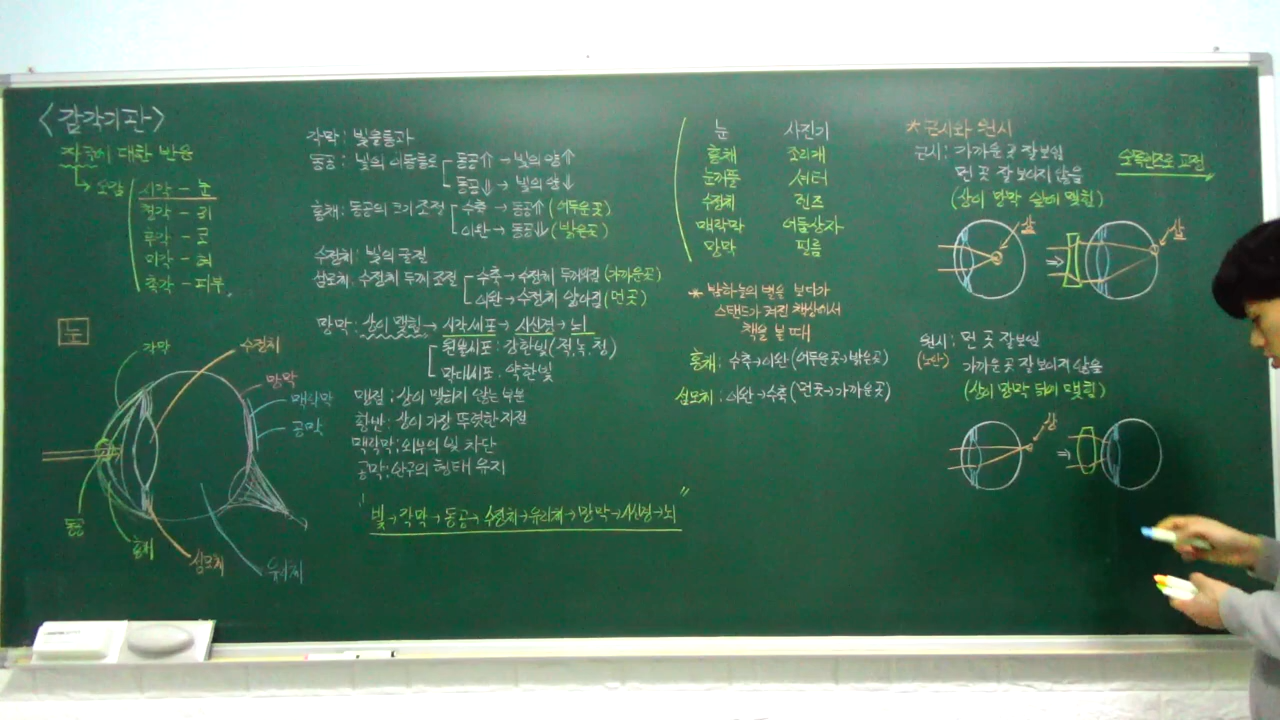 <감각기관>
자극에 대한 반응
오감
시각 - 눈
청각 - 귀
후각 - 코
미각 - 혀
촉각 - 피부
눈
각막
수정체
망막
맥락막
공막
동공
홍채
섬모체
유리체
각막: 빛을 통과
동공: 빛의 이동통로
동공⇑ → 빛의 양↑
동공⇓ → 빛의 양↓
홍채: 동공의 크기 조절
수축 → 동공⇑ (어두운곳)
이완 → 동공⇓ (밝은곳)
수정체: 빛의 굴절
섬모체: 수정체 두께 조절
수축 → 수정체 두꺼워짐 (가까운곳)
이완 → 수정체 얇아짐 (먼곳)
망막: 상이 맺힘 → 시각세포 → 시신경 → 뇌
원뿔세포: 강한빛 (적,녹,청)
막대세포: 약한빛
맹점: 상이 맺히지 않는 부분
황반: 상이 가장 뚜렷한 지점
맥락막: 외부의 빛 차단
공막: 안구의 형태 유지
"빛→각막→동공→수정체→유리체→망막→시신경→뇌"
눈 사진기
홍채 조리개
눈꺼풀 셔터
수정체 렌즈
맥락막 어둠상자
망막 필름
* 밤하늘의 별을 보다가
스탠드가 켜진 책상에서
책을 볼 때
홍채: 수축→이완 (어두운곳→밝은곳)
섬모체: 이완→수축 (먼곳→가까운곳)
* 근시와 원시
근시: 가까운 곳 잘보임
먼 곳 잘 보이지 않음
(상이 망막 앞에 맺힘)
렌즈로 교정
상
⇒
상
원시: 먼 곳 잘보임
(노안) 가까운 곳 잘 보이지 않음
(상이 망막 뒤에 맺힘)
상
⇒